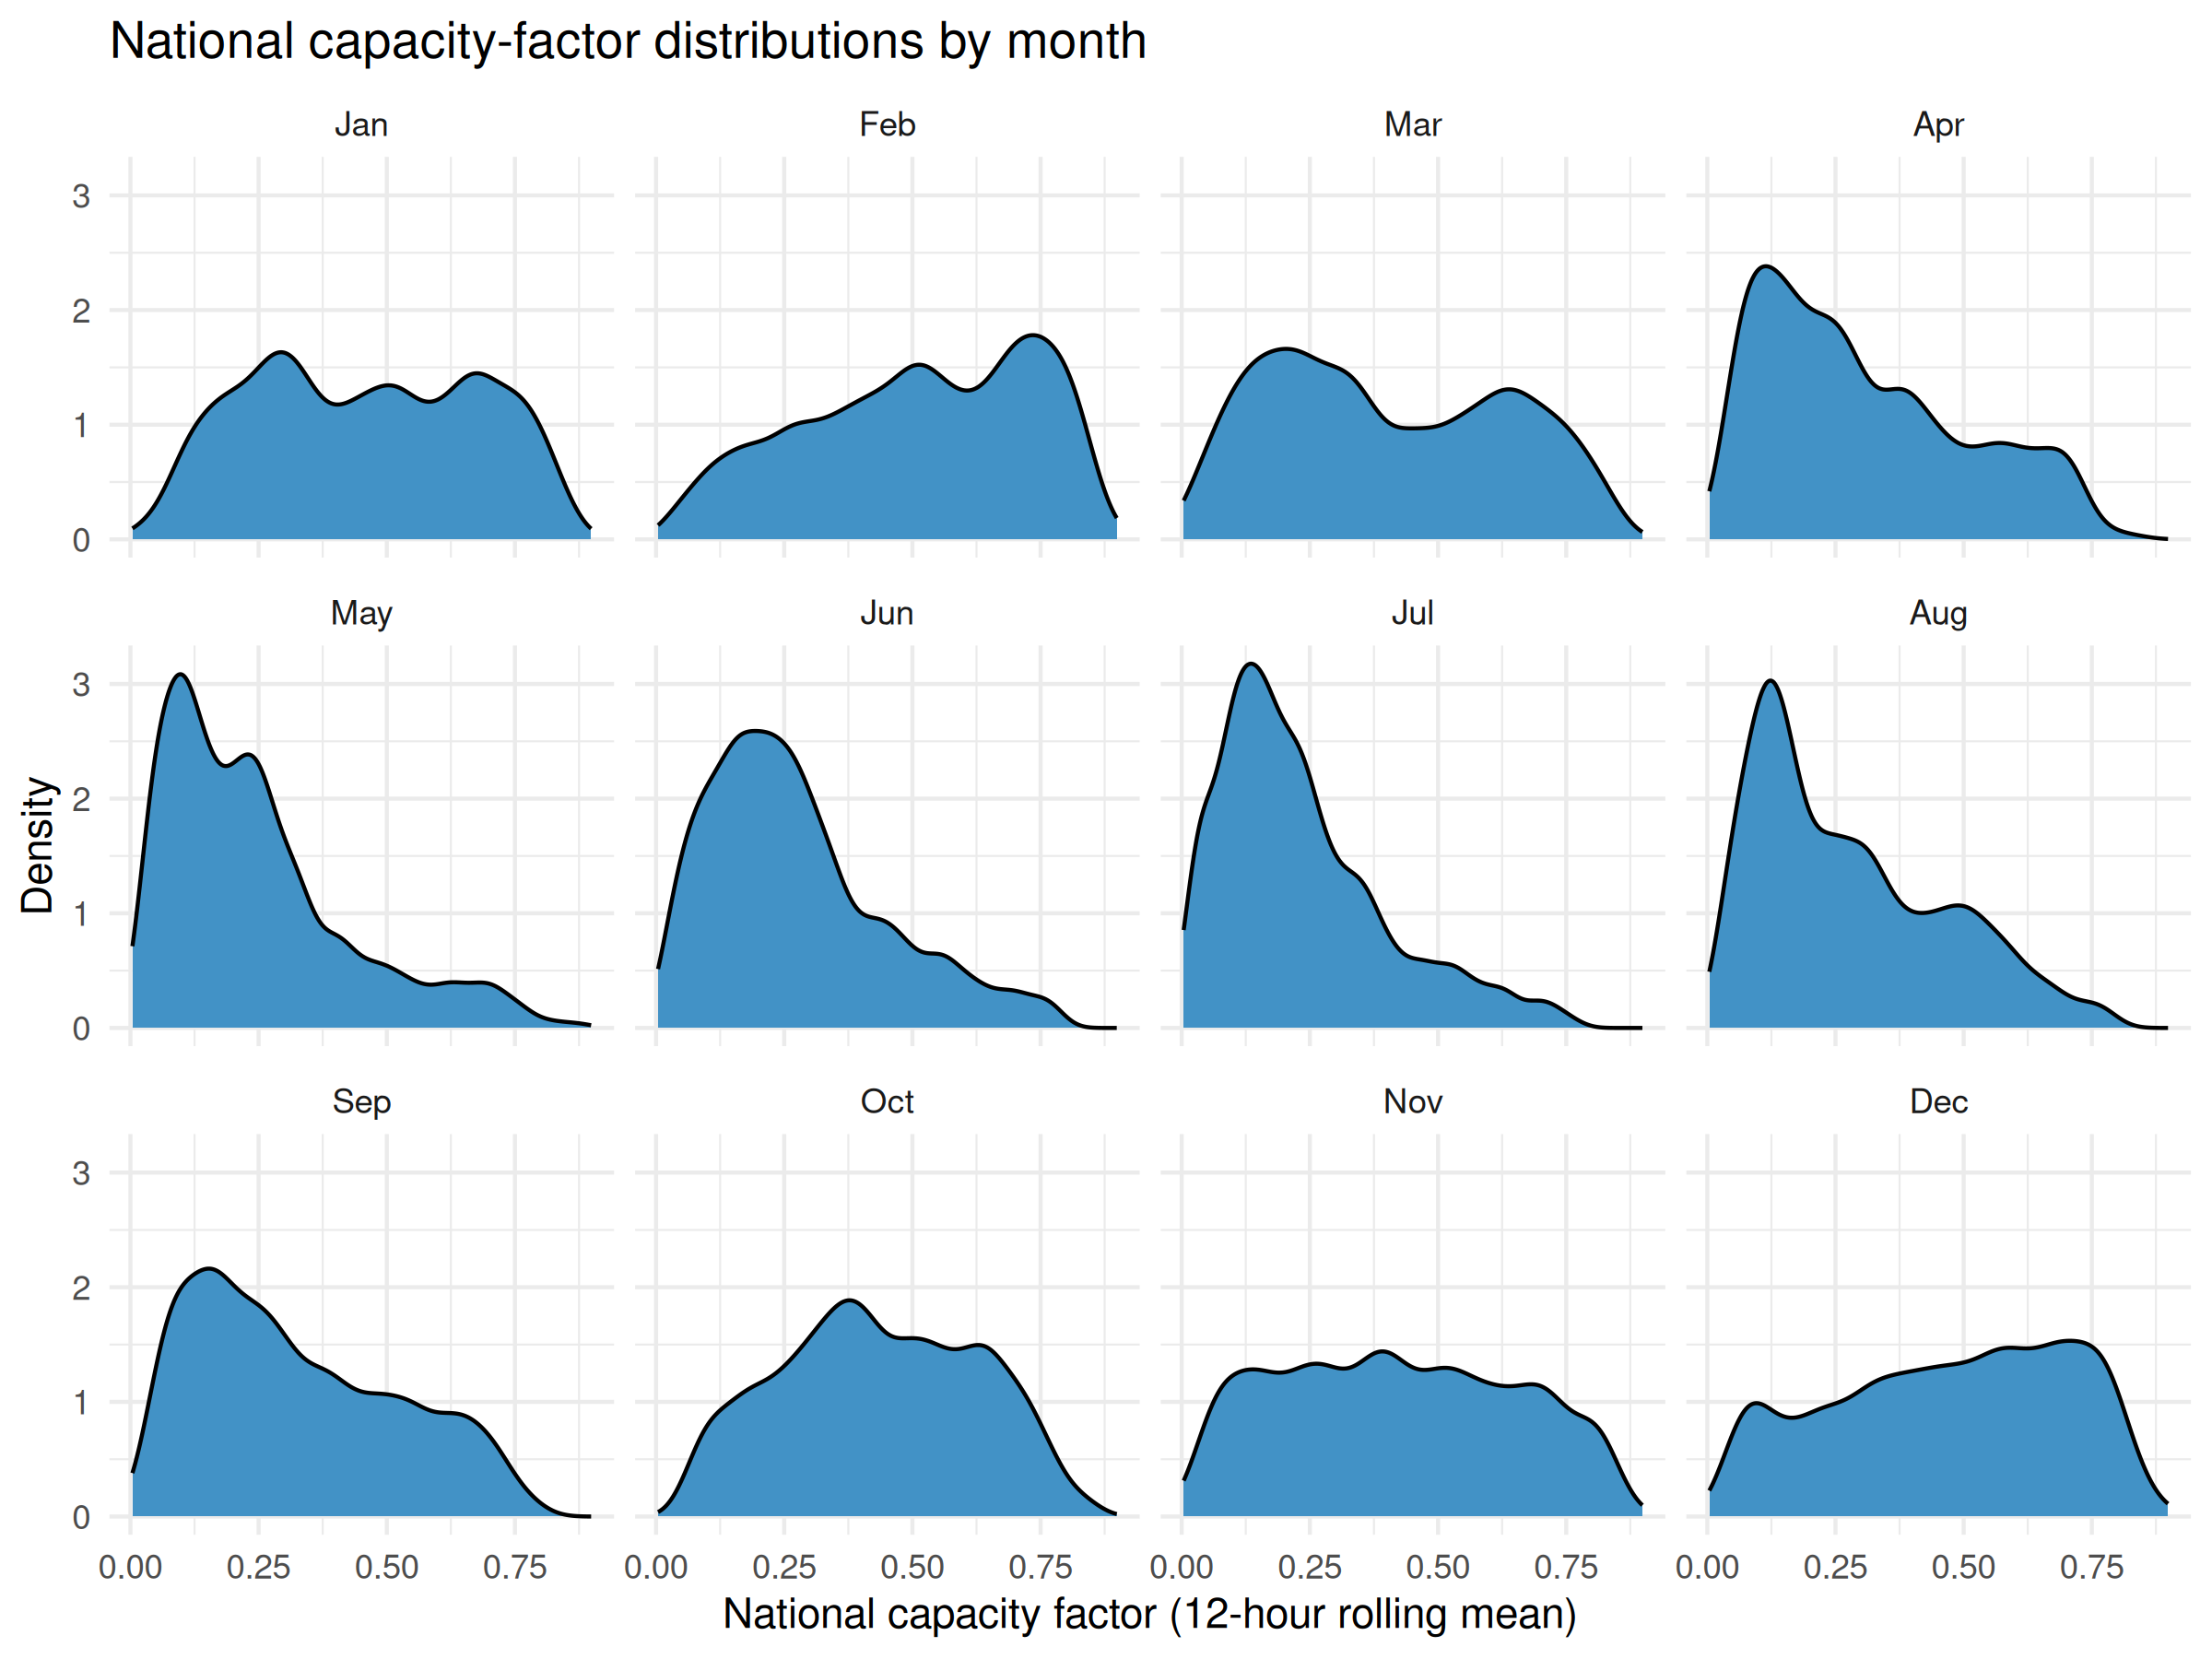 National capacity-factor distributions by month
Jan Feb Mar Apr
3
2
1
0
May Jun Jul Aug
3
2
1
0
Density
Sep Oct Nov Dec
3
2
1
0
0.00 0.25 0.50 0.75 0.00 0.25 0.50 0.75 0.00 0.25 0.50 0.75 0.00 0.25 0.50 0.75
National capacity factor (12-hour rolling mean)